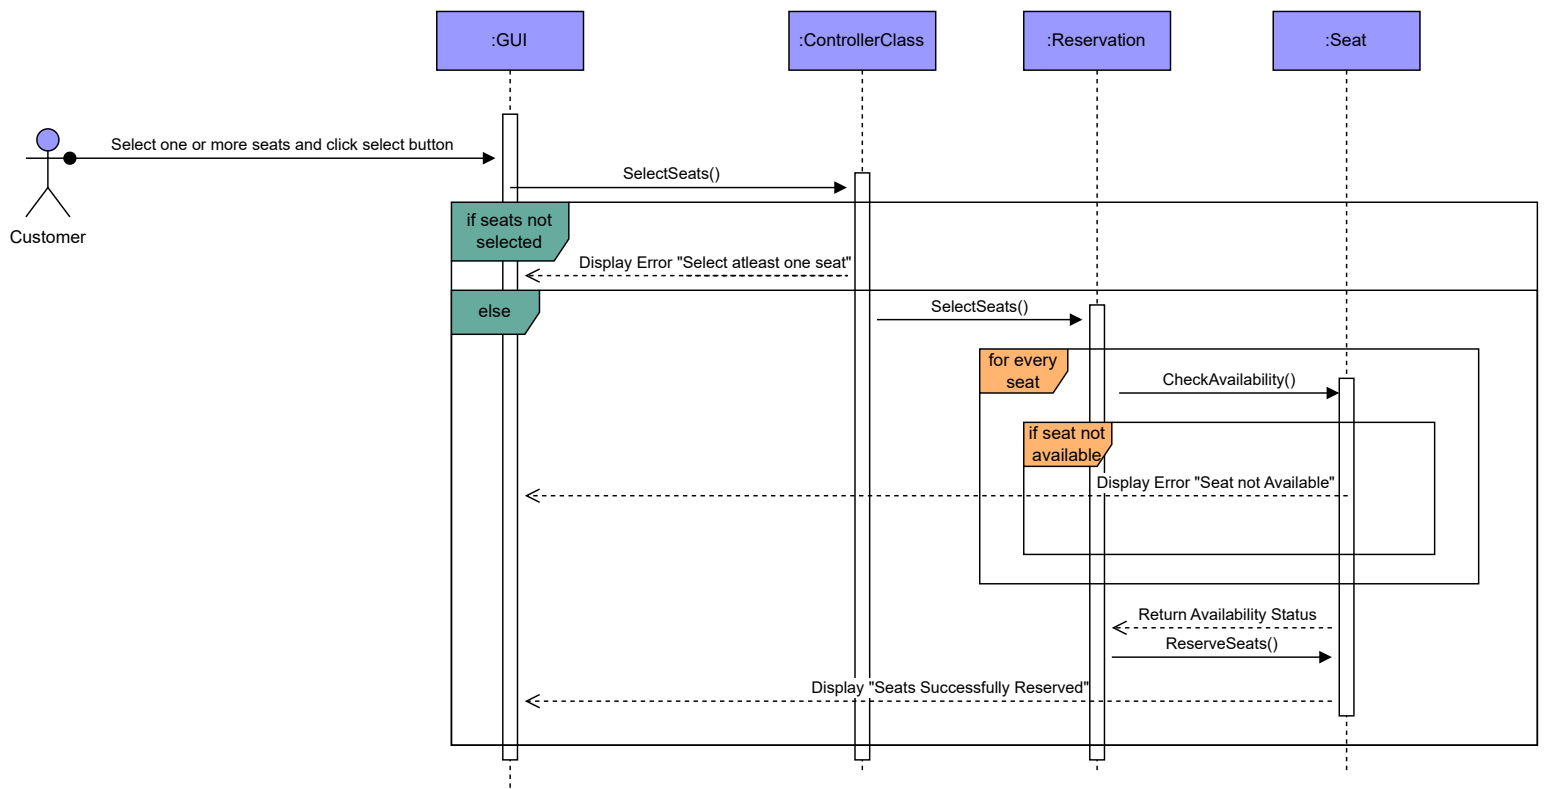 :GUI
:ControllerClass
:Reservation
:Seat
Select one or more seats and click select button
Customer
SelectSeats()
if seats not
selected
Display Error "Select atleast one seat"
else
SelectSeats()
for every
seat
CheckAvailability()
if seat not
available
Display Error "Seat not Available"
Return Availability Status
ReserveSeats()
Display "Seats Successfully Reserved"